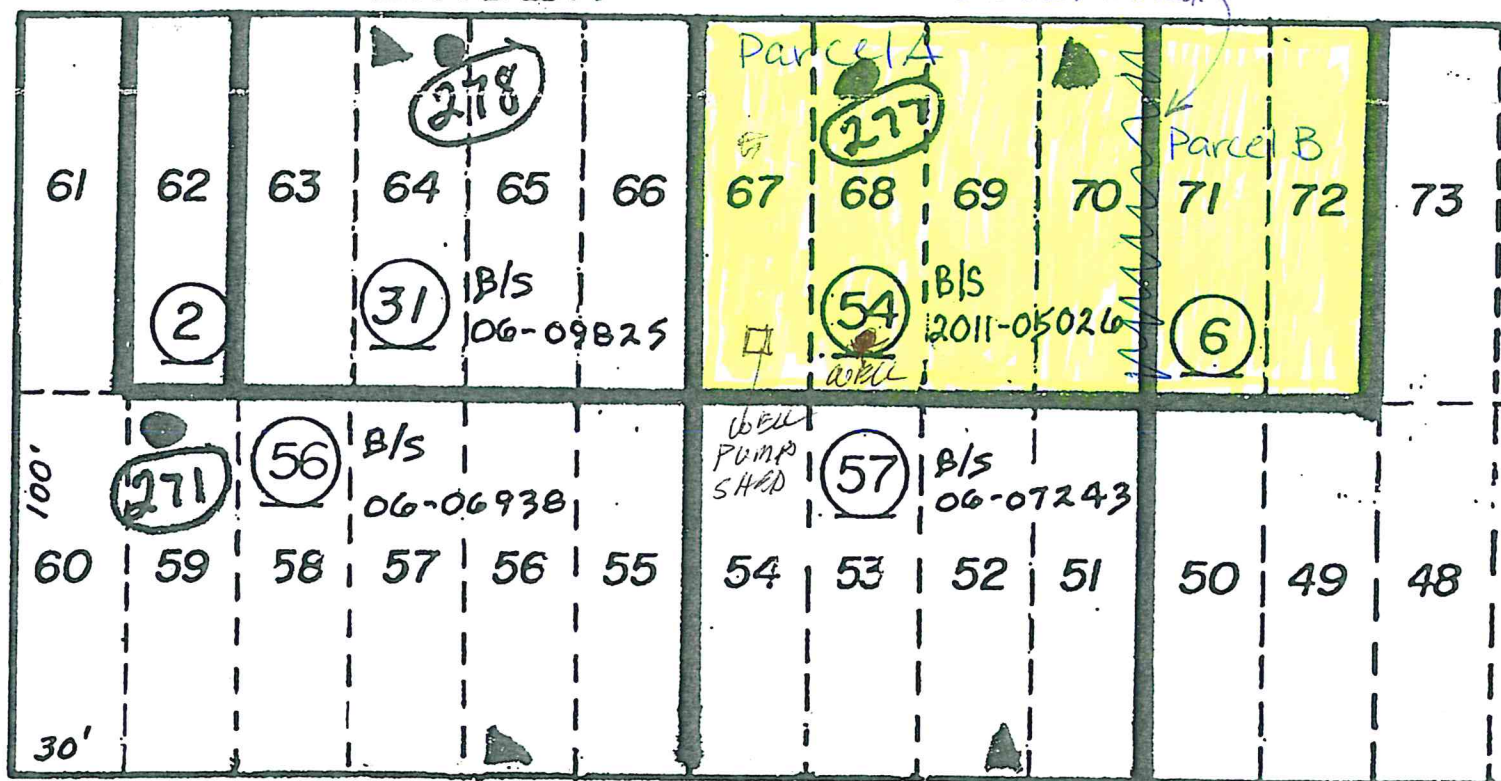 Parcel A
278
277
Parcel B
61 62 63 64 65 66 67 68 69 70 71 72 73
2 31 B/S 54 B/S 6
06-09825 2011-05026
WELL
WELL
PUMP
SHED
100'
271 56 B/S 57 B/S
06-06938 06-07243
60 59 58 57 56 55 54 53 52 51 50 49 48
30'